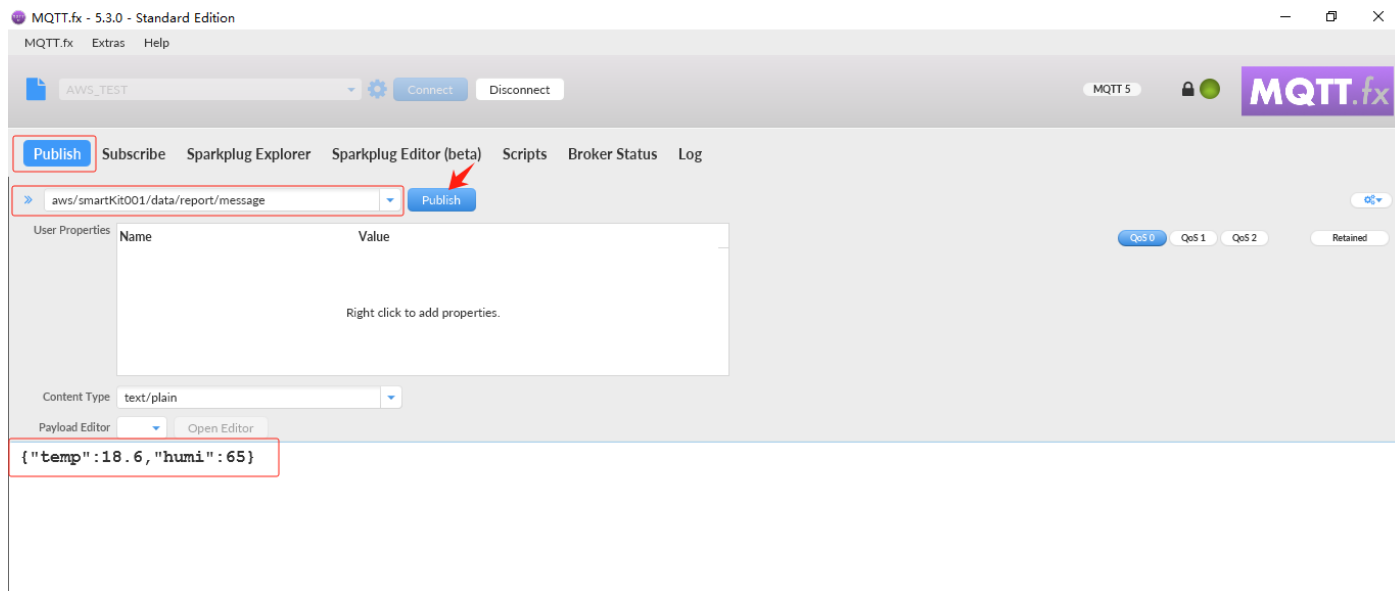 MQTT.fx - 5.3.0 - Standard Edition
MQTT.fx Extras Help
AWS_TEST Connect Disconnect MQTT 5 MQTT.fx
Publish Subscribe Sparkplug Explorer Sparkplug Editor (beta) Scripts Broker Status Log
aws/smartKit001/data/report/message Publish
User Properties Name Value QoS 0 QoS 1 QoS 2 Retained
Right click to add properties.
Content Type text/plain
Payload Editor Open Editor
{"temp":18.6,"humi":65}